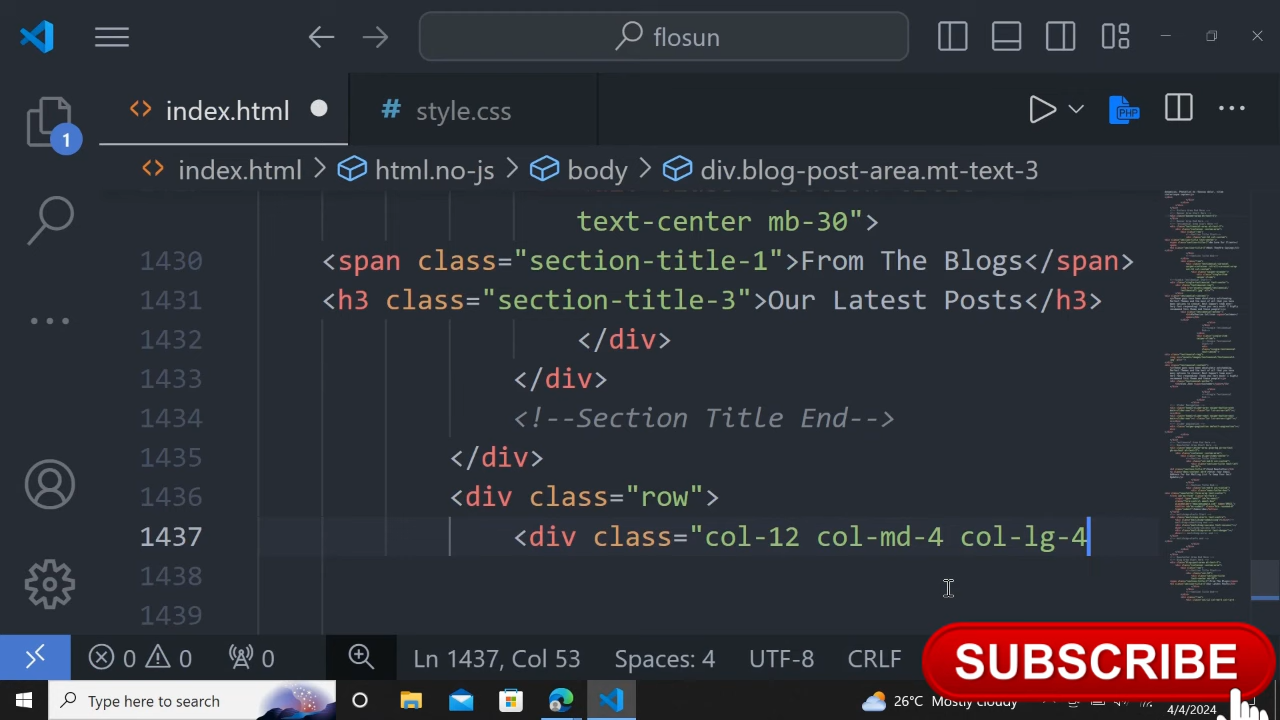 flosun
index.html
# style.css
PHP
1
index.html > html.no-js > body > div.blog-post-area.mt-text-3
text-center mb-30">
1430 <span class="section-title-1">From The Blogs</span>
1431 <h3 class="section-title-3"Our Latest Posts</h3>
1432 </div>
1433 </div>
1434 <!--Section Title End-->
1435 </div>
1436 <div class="row">
1437 div class="col-12 col-md-4 col-lg-4
1438
1439
0 0 0 Ln 1437, Col 53 Spaces: 4 UTF-8 CRLF
SUBSCRIBE
Type here to search 26°C Mostly cloudy
4/4/2024